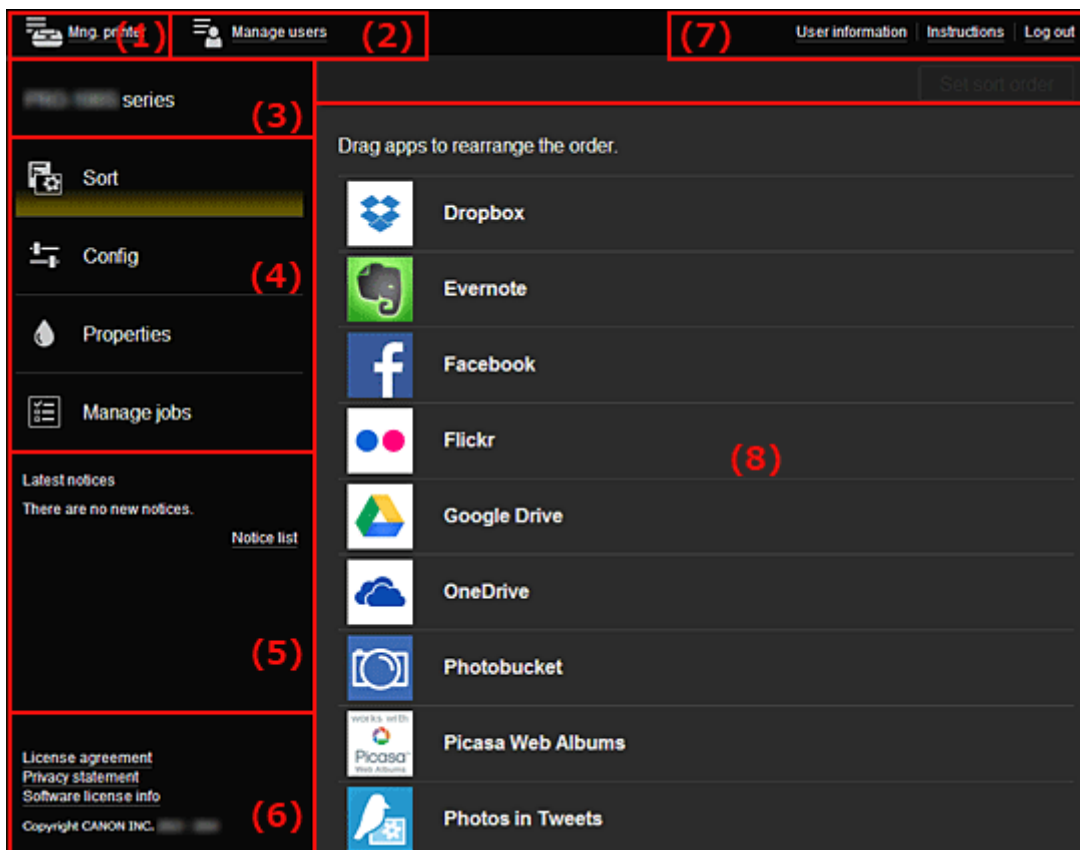 Mng. printer (1)
Manage users (2)
(7) User information Instructions Log out
series (3)
Set sort order
Sort
Config
(4)
Properties
Manage jobs
Latest notices
There are no new notices.
Notice list
(5)
License agreement
Privacy statement
Software license info
Copyright CANON INC.
(6)
Drag apps to rearrange the order.
Dropbox
Evernote
Facebook
Flickr
(8)
Google Drive
OneDrive
Photobucket
works with
Picasa™
Web Albums
Picasa Web Albums
Photos in Tweets